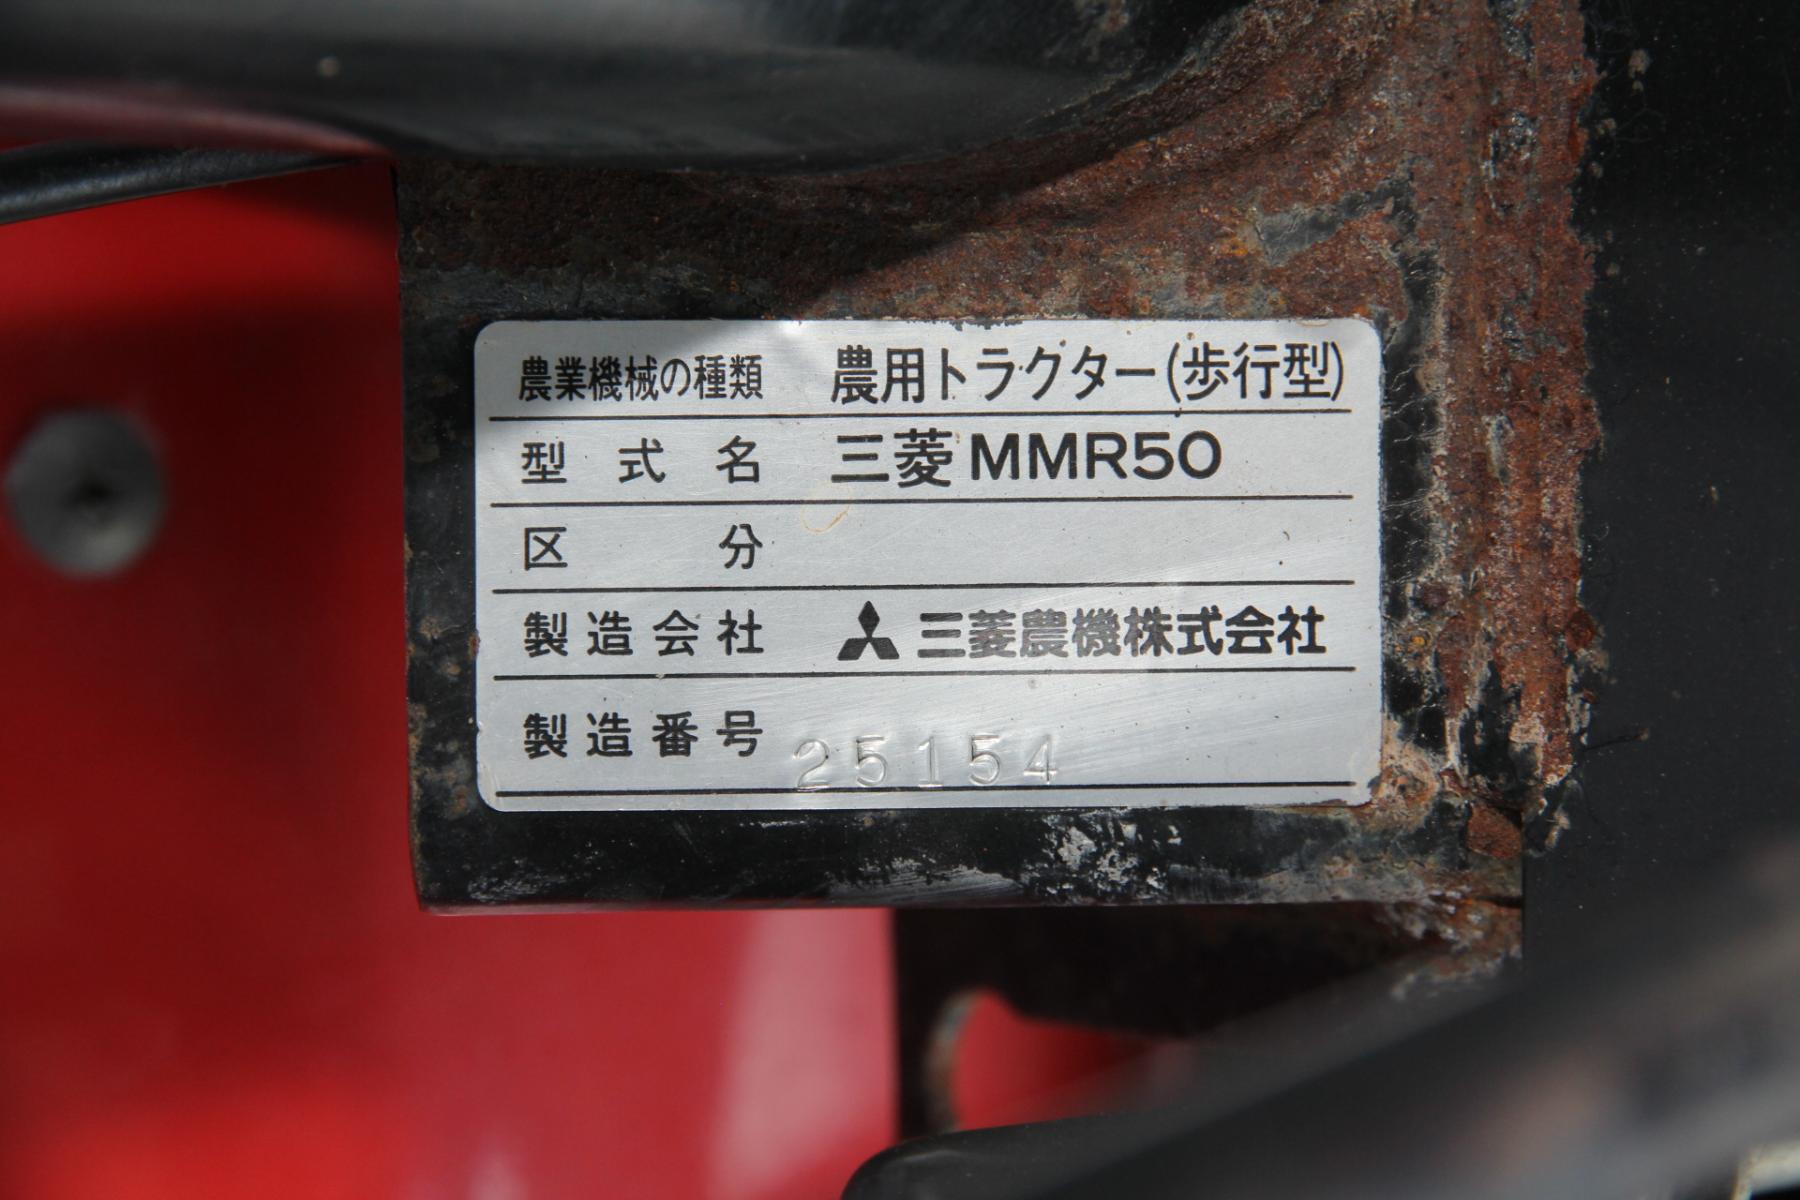 農業機械の種類 農用トラクター(歩行型)
型式名 三菱MMR50
区分
製造会社 三菱農機株式会社
製造番号 25154